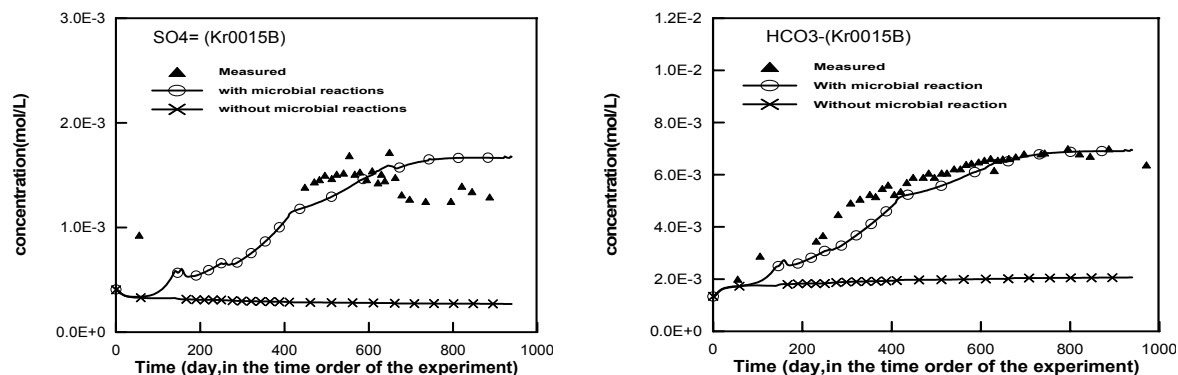 3.0E-3
SO4= (Kr0015B)
Measured
with microbial reactions
without microbial reactions
2.0E-3
1.0E-3
0.0E+0
0 200 400 600 800 1000
Time (day,in the time order of the experiment)
concentration(mol/L)
1.2E-2
HCO3-(Kr0015B)
1.0E-2
Measured
With microbial reaction
Without microbial reaction
8.0E-3
6.0E-3
4.0E-3
2.0E-3
0.0E+0
0 200 400 600 800 1000
Time (day,in the time order of the experiment)
concentration(mol/L)